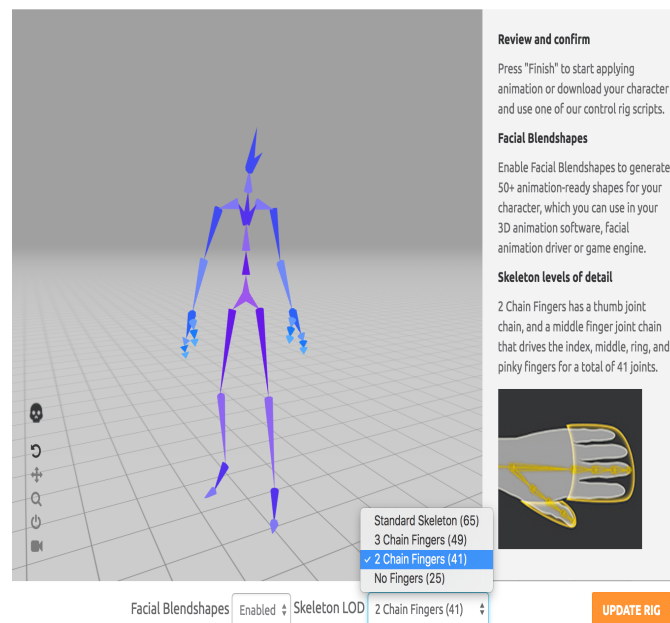 Review and confirm
Press "Finish" to start applying
animation or download your character
and use one of our control rig scripts.
Facial Blendshapes
Enable Facial Blendshapes to generate
50+ animation-ready shapes for your
character, which you can use in your
3D animation software, facial
animation driver or game engine.
Skeleton levels of detail
2 Chain Fingers has a thumb joint
chain, and a middle finger joint chain
that drives the index, middle, ring, and
pinky fingers for a total of 41 joints.
Standard Skeleton (65)
3 Chain Fingers (49)
✓ 2 Chain Fingers (41)
No Fingers (25)
Facial Blendshapes Enabled Skeleton LOD 2 Chain Fingers (41) UPDATE RIG